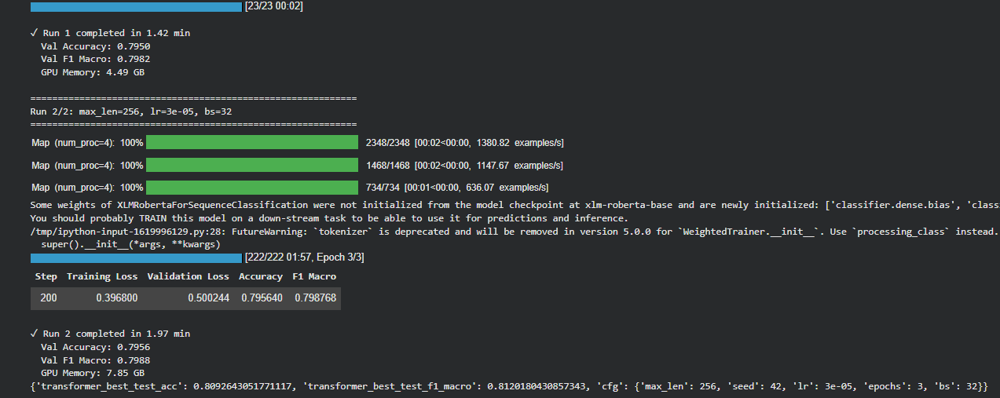 [23/23 00:02]
✓ Run 1 completed in 1.42 min
Val Accuracy: 0.7950
Val F1 Macro: 0.7982
GPU Memory: 4.49 GB
============================================================
Run 2/2: max_len=256, lr=3e-05, bs=32
============================================================
Map (num_proc=4): 100% 2348/2348 [00:02<00:00, 1380.82 examples/s]
Map (num_proc=4): 100% 1468/1468 [00:02<00:00, 1147.67 examples/s]
Map (num_proc=4): 100% 734/734 [00:01<00:00, 636.07 examples/s]
Some weights of XLMRobertaForSequenceClassification were not initialized from the model checkpoint at xlm-roberta-base and are newly initialized: ['classifier.dense.bias', 'class
You should probably TRAIN this model on a down-stream task to be able to use it for predictions and inference.
/tmp/ipython-input-1619996129.py:28: FutureWarning: `tokenizer` is deprecated and will be removed in version 5.0.0 for `WeightedTrainer.__init__`. Use `processing_class` instead.
super().__init__(*args, **kwargs)
[222/222 01:57, Epoch 3/3]
Step Training Loss Validation Loss Accuracy F1 Macro
200 0.396800 0.500244 0.795640 0.798768
✓ Run 2 completed in 1.97 min
Val Accuracy: 0.7956
Val F1 Macro: 0.7988
GPU Memory: 7.85 GB
{'transformer_best_test_acc': 0.8092643051771117, 'transformer_best_test_f1_macro': 0.8120180430857343, 'cfg': {'max_len': 256, 'seed': 42, 'lr': 3e-05, 'epochs': 3, 'bs': 32}}